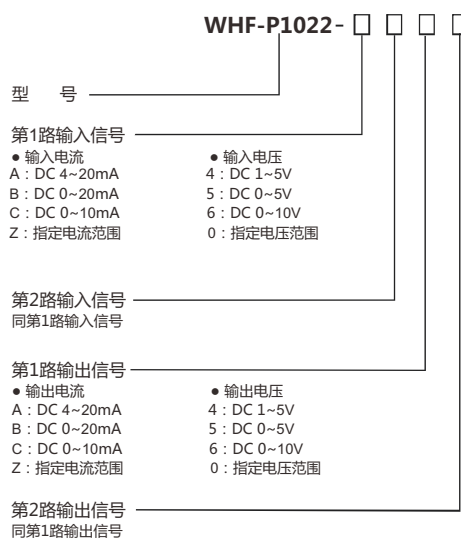 WHF-P1022- □ □ □ □
型 号
第1路输入信号
● 输入电流 ● 输入电压
A：DC 4~20mA 4：DC 1~5V
B：DC 0~20mA 5：DC 0~5V
C：DC 0~10mA 6：DC 0~10V
Z：指定电流范围 0：指定电压范围
第2路输入信号
同第1路输入信号
第1路输出信号
● 输出电流 ● 输出电压
A：DC 4~20mA 4：DC 1~5V
B：DC 0~20mA 5：DC 0~5V
C：DC 0~10mA 6：DC 0~10V
Z：指定电流范围 0：指定电压范围
第2路输出信号
同第1路输出信号